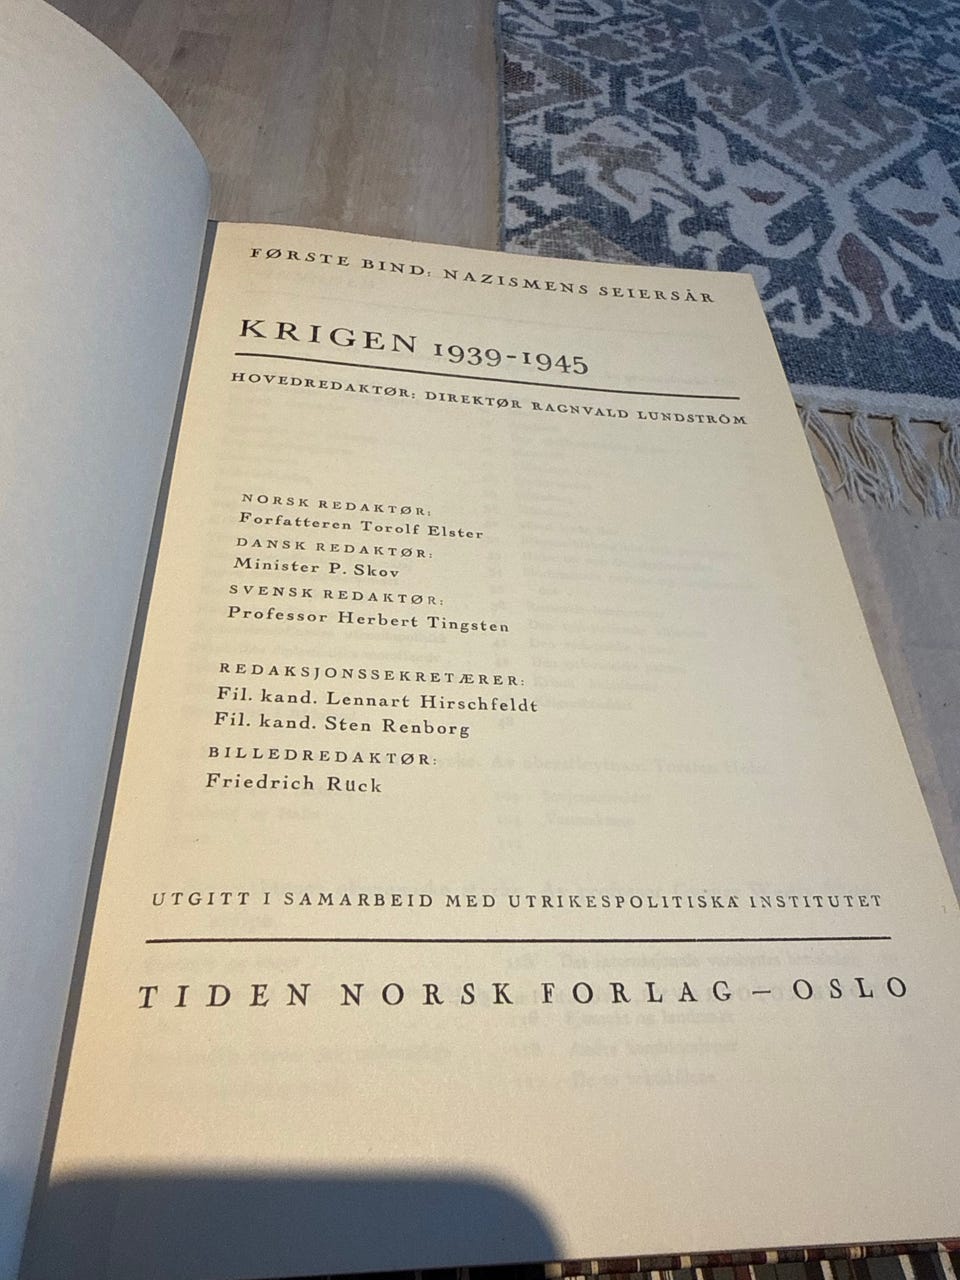 FØRSTE BIND: NAZISMENS SEIERSÅR
KRIGEN 1939-1945
HOVEDREDAKTØR: DIREKTØR RAGNVALD LUNDSTRÖM
NORSK REDAKTØR:
Forfatteren Torolf Elster
DANSK REDAKTØR:
Minister P. Skov
SVENSK REDAKTØR:
Professor Herbert Tingsten
REDAKSJONSSEKRETÆRER:
Fil. kand. Lennart Hirschfeldt
Fil. kand. Sten Renborg
BILLEDREDAKTØR:
Friedrich Rück
UTGITT I SAMARBEID MED UTRIKESPOLITISKA INSTITUTET
TIDEN NORSK FORLAG — OSLO